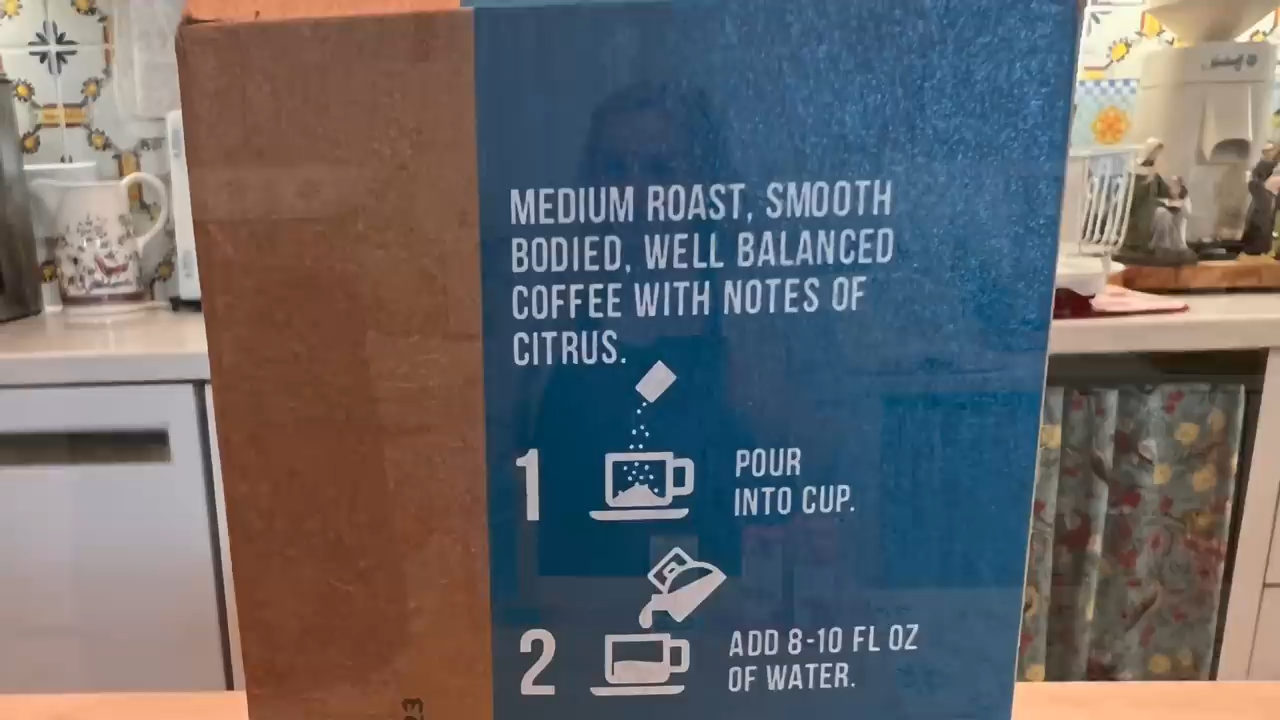 MEDIUM ROAST, SMOOTH
BODIED, WELL BALANCED
COFFEE WITH NOTES OF
CITRUS.
1
POUR
INTO CUP.
2
ADD 8-10 FL OZ
OF WATER.
23